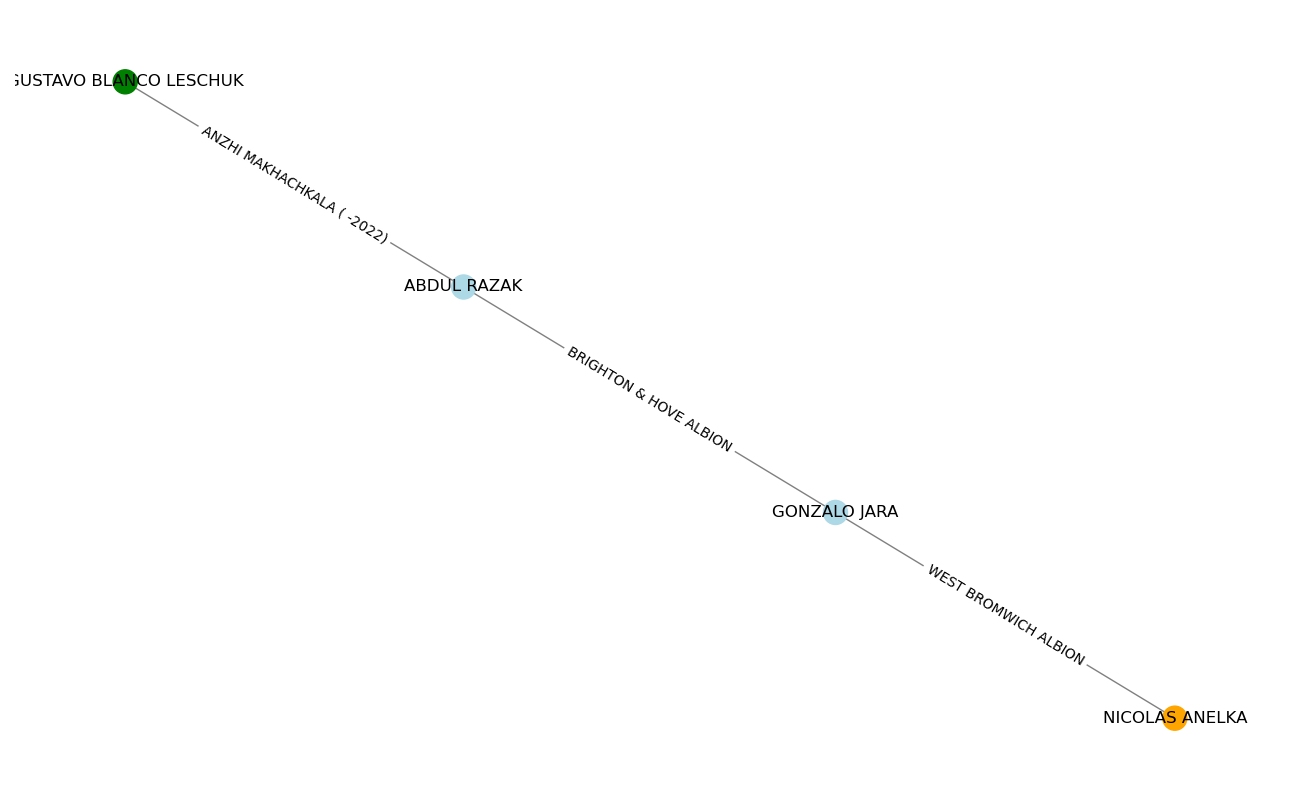 GUSTAVO BLANCO LESCHUK
ANZHI MAKHACHKALA ( -2022)
ABDUL RAZAK
BRIGHTON & HOVE ALBION
GONZALO JARA
WEST BROMWICH ALBION
NICOLAS ANELKA